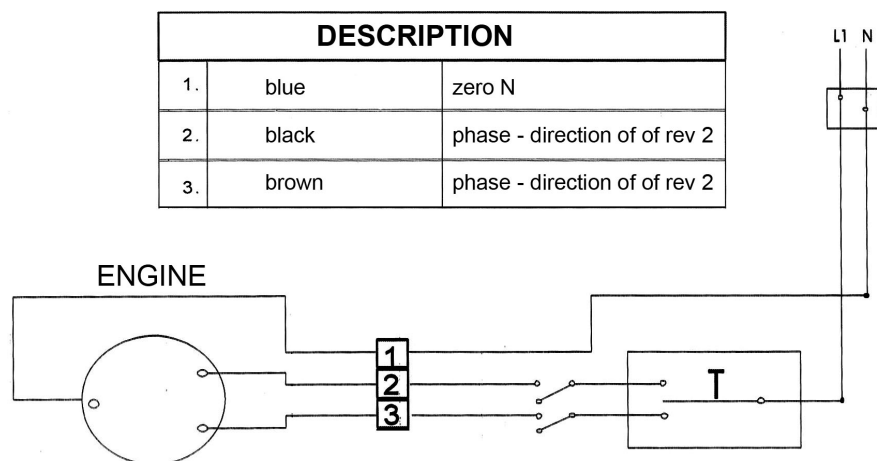 DESCRIPTION
1. blue zero N
2. black phase - direction of of rev 2
3. brown phase - direction of of rev 2
L1 N
ENGINE
1
2
3
T